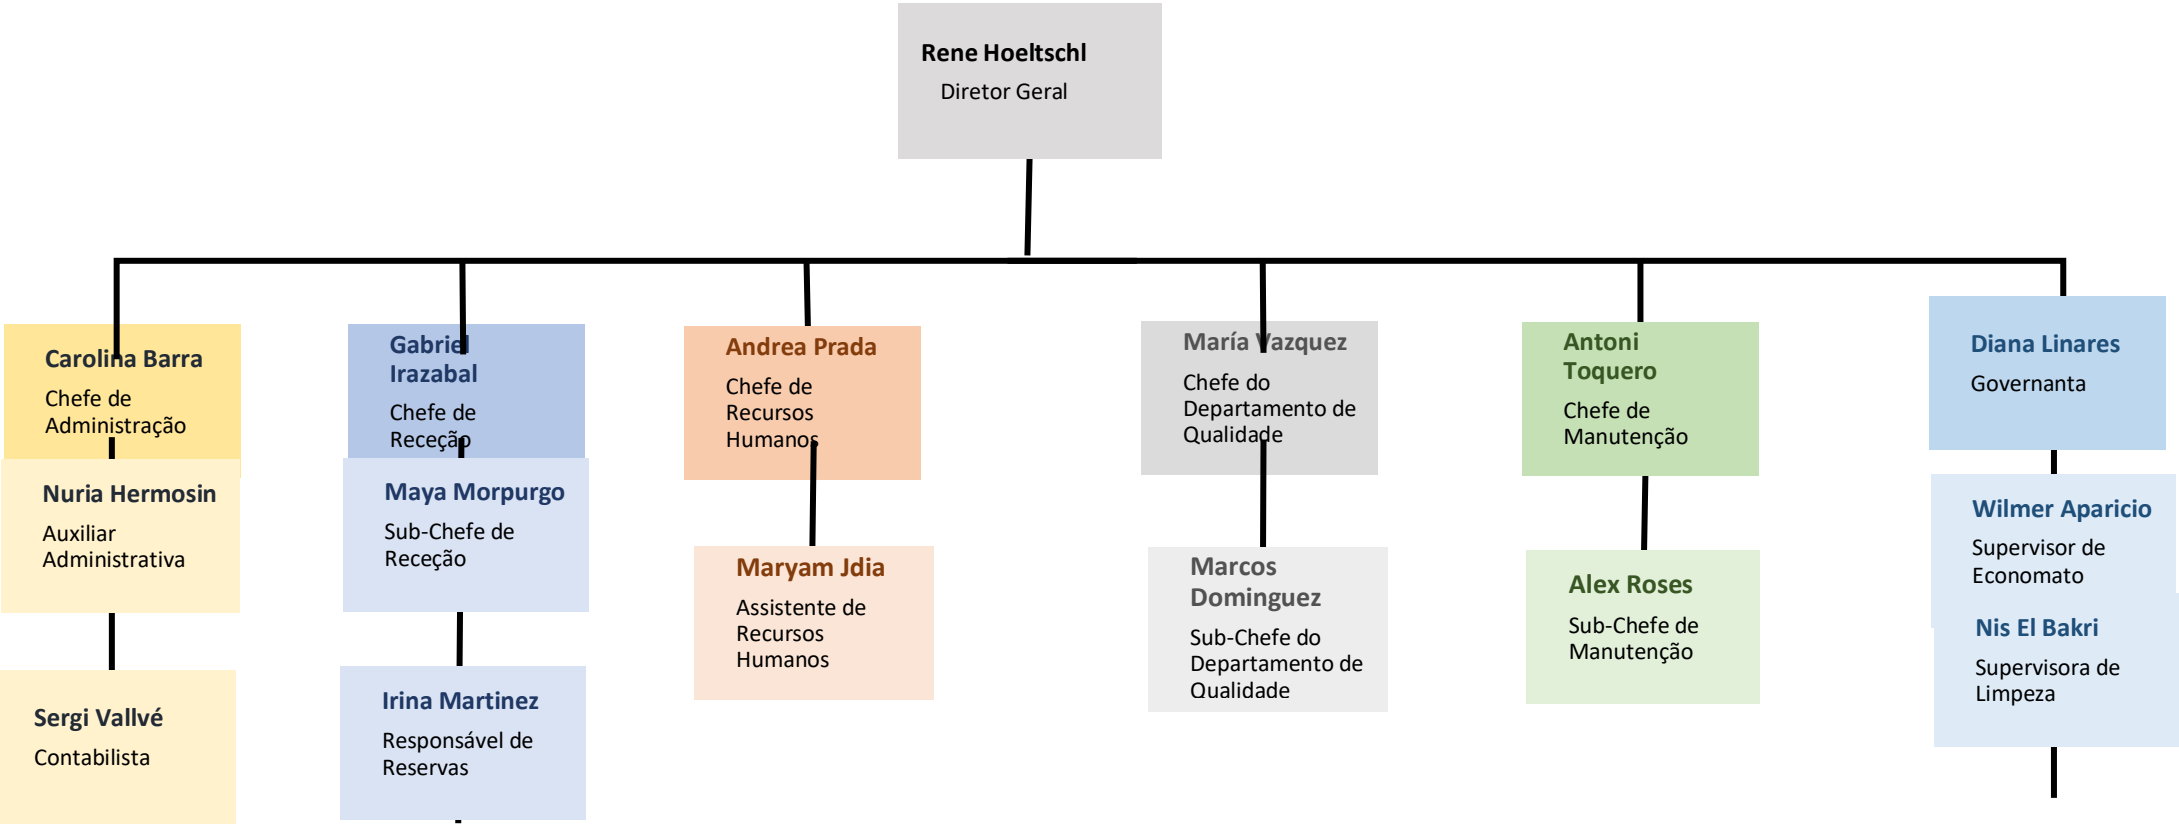 Rene Hoeltschl
Diretor Geral
Carolina Barra
Chefe de
Administração
Nuria Hermosin
Auxiliar
Administrativa
Sergi Vallvé
Contabilista
Gabriel
Irazabal
Chefe de
Receção
Maya Morpurgo
Sub-Chefe de
Receção
Irina Martinez
Responsável de
Reservas
Andrea Prada
Chefe de
Recursos
Humanos
Maryam Jdia
Assistente de
Recursos
Humanos
María Vazquez
Chefe do
Departamento de
Qualidade
Marcos
Dominguez
Sub-Chefe do
Departamento de
Qualidade
Antoni
Toquero
Chefe de
Manutenção
Alex Roses
Sub-Chefe de
Manutenção
Diana Linares
Governanta
Wilmer Aparicio
Supervisor de
Economato
Nis El Bakri
Supervisora de
Limpeza